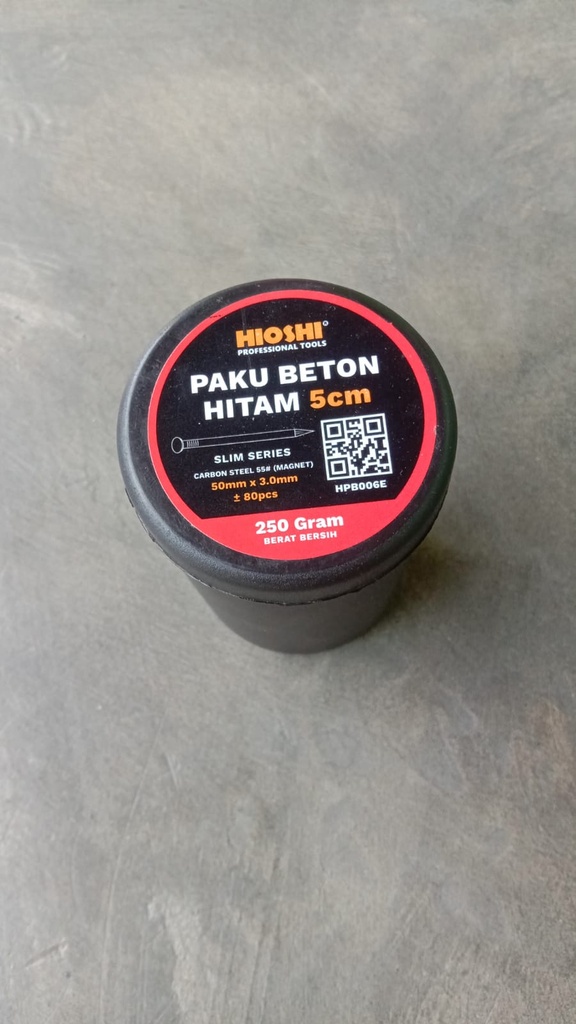 HIOSHI
PROFESSIONAL TOOLS
PAKU BETON
HITAM 5cm
SLIM SERIES
CARBON STEEL 55# (MAGNET)
50mm x 3.0mm
± 80pcs
HPB006E
250 Gram
BERAT BERSIH